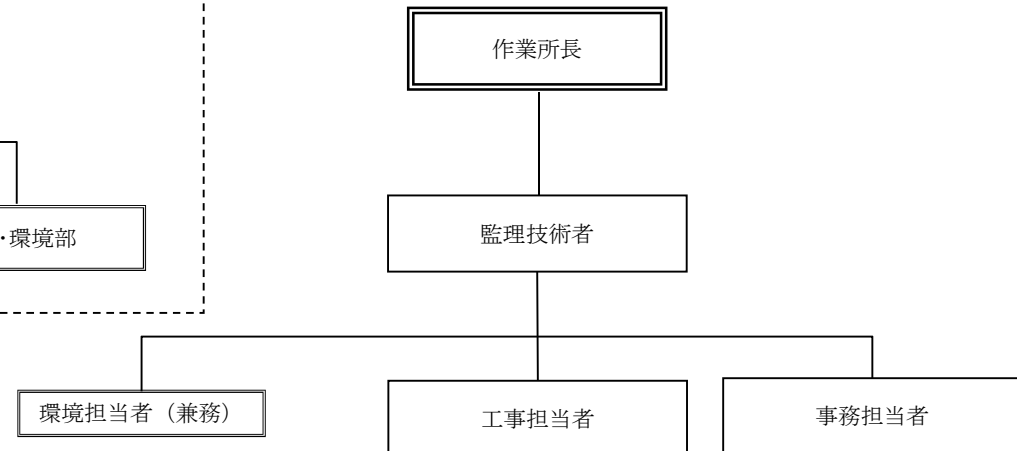 作業所長
監理技術者
・環境部
環境担当者（兼務）
工事担当者
事務担当者